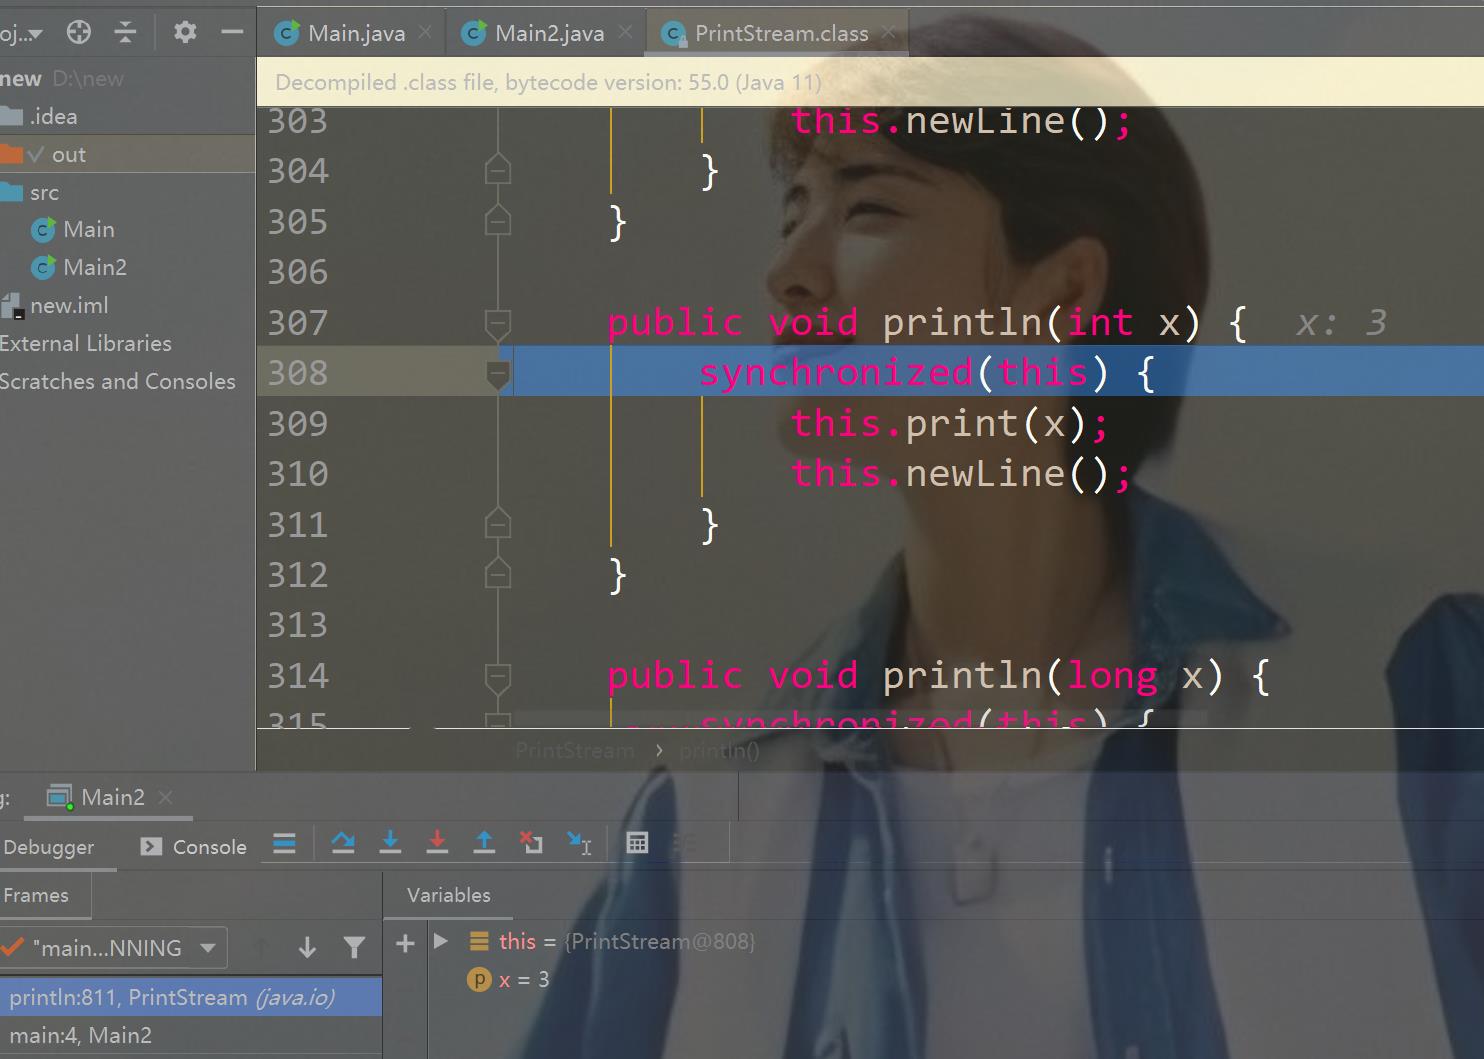 oj...
Main.java
Main2.java
PrintStream.class
new D:\new
.idea
out
src
Main
Main2
new.iml
External Libraries
Scratches and Consoles
Decompiled .class file, bytecode version: 55.0 (Java 11)
303 this.newLine();
304 }
305 }
306
307 public void println(int x) { x: 3
308 synchronized(this) {
309 this.print(x);
310 this.newLine();
311 }
312 }
313
314 public void println(long x) {
315 synchronized(this) {
PrintStream › println()
g: Main2
Debugger
Console
Frames
Variables
"main...NNING
println:811, PrintStream (java.io)
main:4, Main2
this = {PrintStream@808}
x = 3